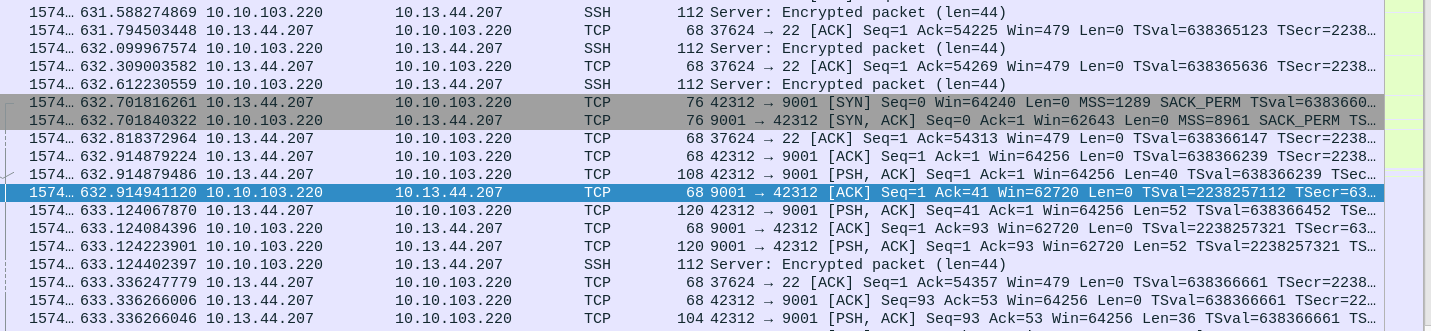 1574… 631.588274869 10.10.103.220 10.13.44.207 SSH 112 Server: Encrypted packet (len=44)
1574… 631.794503448 10.13.44.207 10.10.103.220 TCP 68 37624 → 22 [ACK] Seq=1 Ack=54225 Win=479 Len=0 TSval=638365123 TSecr=2238…
1574… 632.099967574 10.10.103.220 10.13.44.207 SSH 112 Server: Encrypted packet (len=44)
1574… 632.309003582 10.13.44.207 10.10.103.220 TCP 68 37624 → 22 [ACK] Seq=1 Ack=54269 Win=479 Len=0 TSval=638365636 TSecr=2238…
1574… 632.612230559 10.10.103.220 10.13.44.207 SSH 112 Server: Encrypted packet (len=44)
1574… 632.701816261 10.13.44.207 10.10.103.220 TCP 76 42312 → 9001 [SYN] Seq=0 Win=64240 Len=0 MSS=1289 SACK_PERM TSval=6383660…
1574… 632.701840322 10.10.103.220 10.13.44.207 TCP 76 9001 → 42312 [SYN, ACK] Seq=0 Ack=1 Win=62643 Len=0 MSS=8961 SACK_PERM TS…
1574… 632.818372964 10.13.44.207 10.10.103.220 TCP 68 37624 → 22 [ACK] Seq=1 Ack=54313 Win=479 Len=0 TSval=638366147 TSecr=2238…
1574… 632.914879224 10.13.44.207 10.10.103.220 TCP 68 42312 → 9001 [ACK] Seq=1 Ack=1 Win=64256 Len=0 TSval=638366239 TSecr=2238…
1574… 632.914879486 10.13.44.207 10.10.103.220 TCP 108 42312 → 9001 [PSH, ACK] Seq=1 Ack=1 Win=64256 Len=40 TSval=638366239 TSec…
1574… 632.914941120 10.10.103.220 10.13.44.207 TCP 68 9001 → 42312 [ACK] Seq=1 Ack=41 Win=62720 Len=0 TSval=2238257112 TSecr=63…
1574… 633.124067870 10.13.44.207 10.10.103.220 TCP 120 42312 → 9001 [PSH, ACK] Seq=41 Ack=1 Win=64256 Len=52 TSval=638366452 TSe…
1574… 633.124084396 10.10.103.220 10.13.44.207 TCP 68 9001 → 42312 [ACK] Seq=1 Ack=93 Win=62720 Len=0 TSval=2238257321 TSecr=63…
1574… 633.124223901 10.10.103.220 10.13.44.207 TCP 120 9001 → 42312 [PSH, ACK] Seq=1 Ack=93 Win=62720 Len=52 TSval=2238257321 TS…
1574… 633.124402397 10.10.103.220 10.13.44.207 SSH 112 Server: Encrypted packet (len=44)
1574… 633.336247779 10.13.44.207 10.10.103.220 TCP 68 37624 → 22 [ACK] Seq=1 Ack=54357 Win=479 Len=0 TSval=638366661 TSecr=2238…
1574… 633.336266006 10.13.44.207 10.10.103.220 TCP 68 42312 → 9001 [ACK] Seq=93 Ack=53 Win=64256 Len=0 TSval=638366661 TSecr=22…
1574… 633.336266046 10.13.44.207 10.10.103.220 TCP 104 42312 → 9001 [PSH, ACK] Seq=93 Ack=53 Win=64256 Len=36 TSval=638366661 TS…